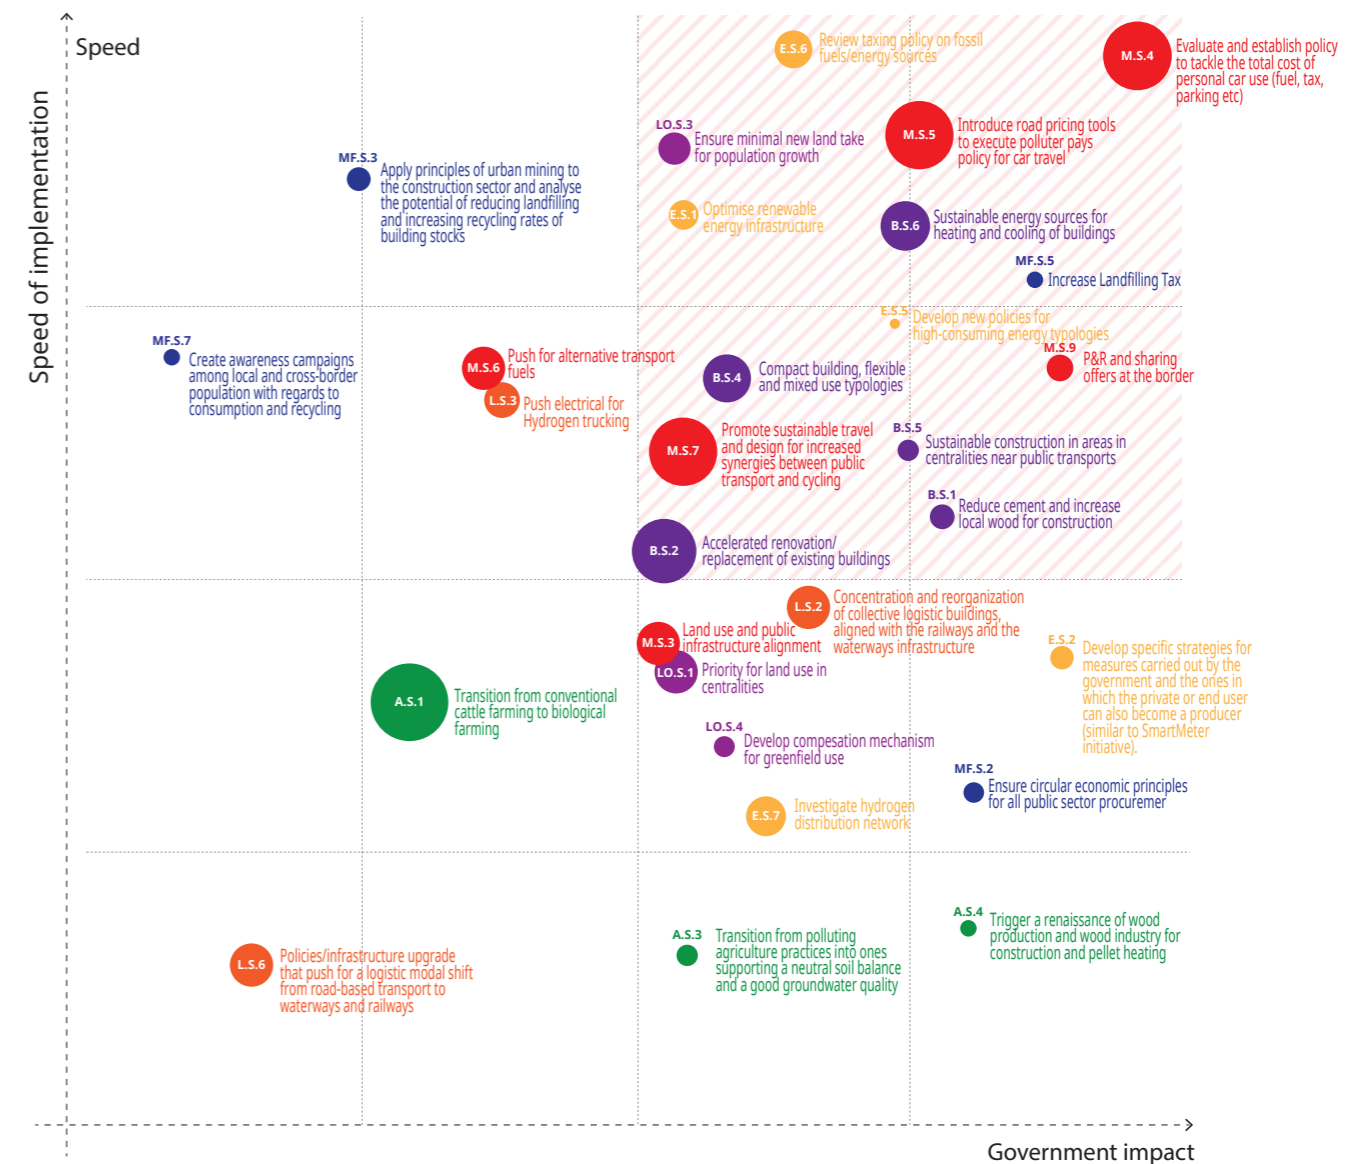 Speed
Speed of implementation
E.S.6
Review taxing policy on fossil
fuels/energy sources
M.S.4
Evaluate and establish policy
to tackle the total cost of
personal car use (fuel, tax,
parking etc)
LO.S.3
Ensure minimal new land take
for population growth
M.S.5
Introduce road pricing tools
to execute polluter pays
policy for car travel
MF.S.3
Apply principles of urban mining to
the construction sector and analyse
the potential of reducing landfilling
and increasing recycling rates of
building stocks
E.S.1
Optimise renewable
energy infrastructure
B.S.6
Sustainable energy sources for
heating and cooling of buildings
MF.S.5
Increase Landfilling Tax
E.S.5
Develop new policies for
high-consuming energy typologies
MF.S.7
Create awareness campaigns
among local and cross-border
population with regards to
consumption and recycling
M.S.6
Push for alternative transport
fuels
L.S.3
Push electrical for
Hydrogen trucking
B.S.4
Compact building, flexible
and mixed use typologies
M.S.9
P&R and sharing
offers at the border
M.S.7
Promote sustainable travel
and design for increased
synergies between public
transport and cycling
B.S.5
Sustainable construction in areas in
centralities near public transports
B.S.1
Reduce cement and increase
local wood for construction
B.S.2
Accelerated renovation/
replacement of existing buildings
L.S.2
Concentration and reorganization
of collective logistic buildings,
aligned with the railways and the
waterways infrastructure
M.S.3
Land use and public
infrastructure alignment
LO.S.1
Priority for land use in
centralities
E.S.2
Develop specific strategies for
measures carried out by the
government and the ones in
which the private or end user
can also become a producer
(similar to SmartMeter
initiative).
A.S.1
Transition from conventional
cattle farming to biological
farming
LO.S.4
Develop compesation mechanism
for greenfield use
MF.S.2
Ensure circular economic principles
for all public sector procuremer
E.S.7
Investigate hydrogen
distribution network
L.S.6
Policies/infrastructure upgrade
that push for a logistic modal shift
from road-based transport to
waterways and railways
A.S.3
Transition from polluting
agriculture practices into ones
supporting a neutral soil balance
and a good groundwater quality
A.S.4
Trigger a renaissance of wood
production and wood industry for
construction and pellet heating
Government impact